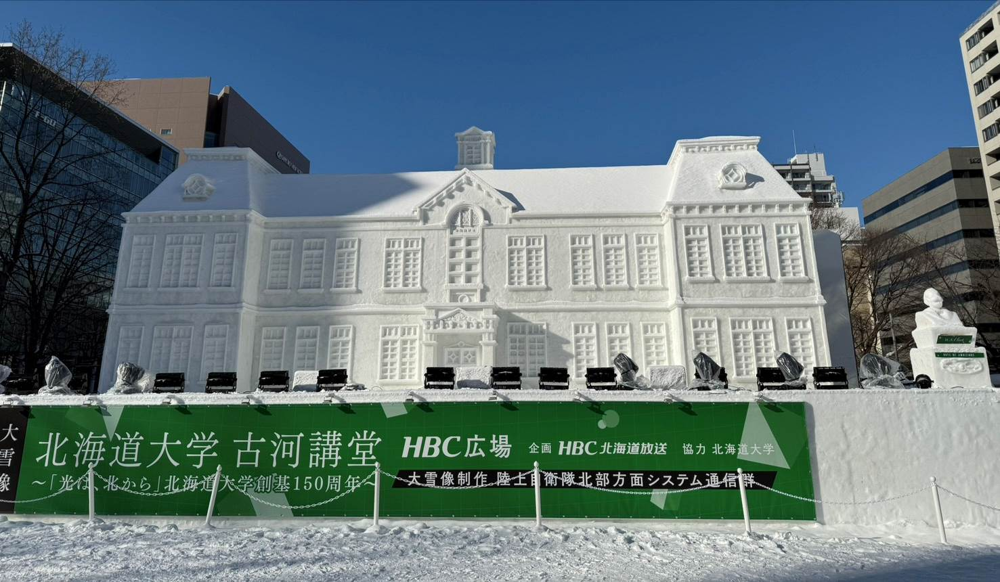 大雪像
北海道大学 古河講堂
～「光は、北から」北海道大学創基150周年～
HBC広場
企画 HBC北海道放送 協力 北海道大学
大雪像制作 陸上自衛隊北部方面システム通信群
BOYS BE AMBITIOUS